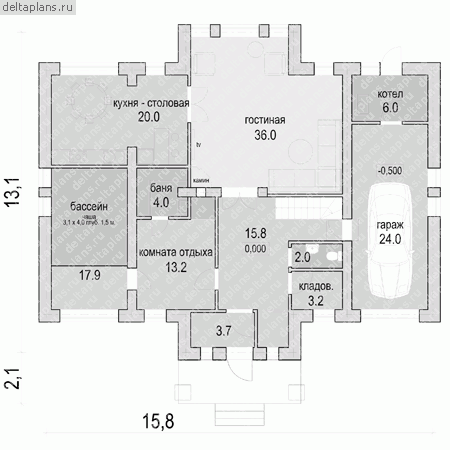 deltaplans.ru
кухня - столовая
20.0
гостиная
36.0
котел
6.0
tv
камин
баня
4.0
-0,500
бассейн
чаша
3,1 х 4.0 глуб. 1,5 м.
гараж
24.0
15.8
0,000
комната отдыха
13.2
2.0
17.9
кладов.
3.2
3.7
13,1
2,1
15,8